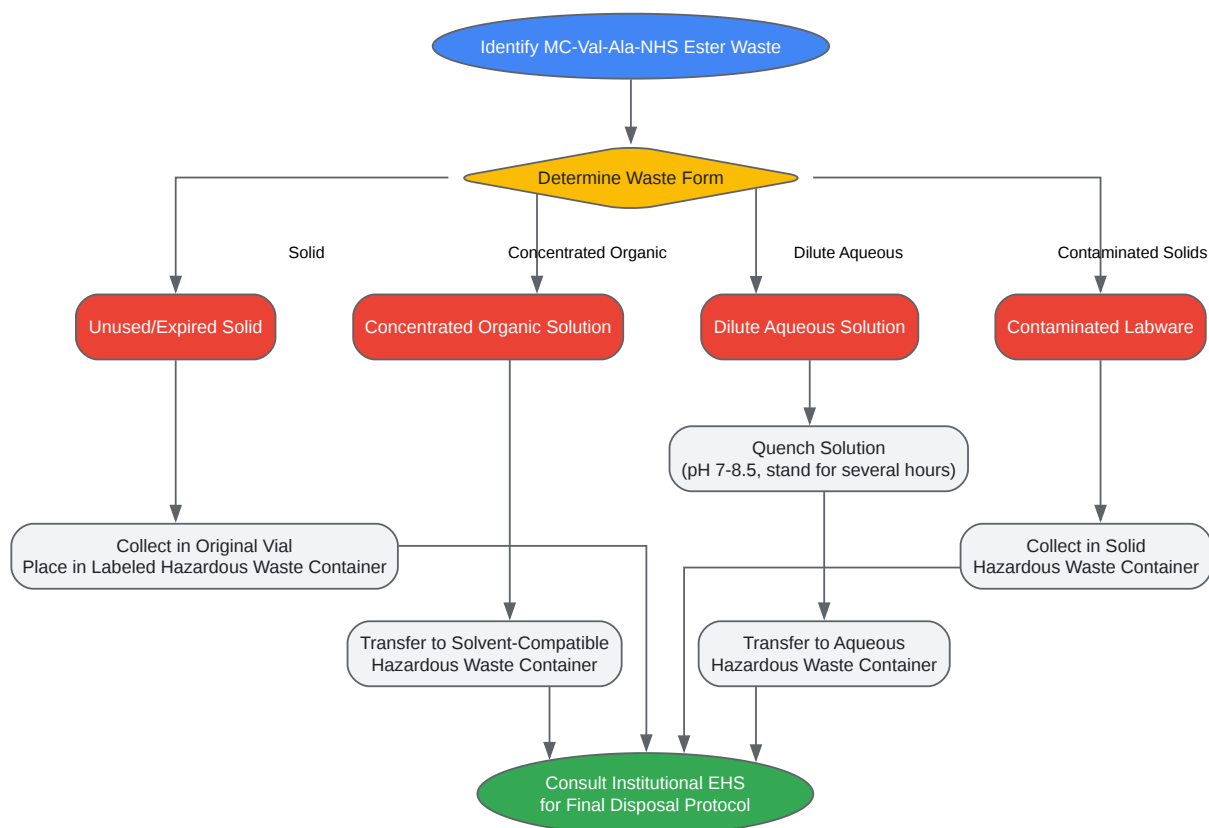 Identify MC-Val-Ala-NHS Ester Waste
Determine Waste Form
Solid
Concentrated Organic
Dilute Aqueous
Contaminated Solids
Unused/Expired Solid
Concentrated Organic Solution
Dilute Aqueous Solution
Contaminated Labware
Quench Solution
(pH 7-8.5, stand for several hours)
Collect in Original Vial
Place in Labeled Hazardous Waste Container
Collect in Solid
Hazardous Waste Container
Transfer to Solvent-Compatible
Hazardous Waste Container
Transfer to Aqueous
Hazardous Waste Container
Consult Institutional EHS
for Final Disposal Protocol